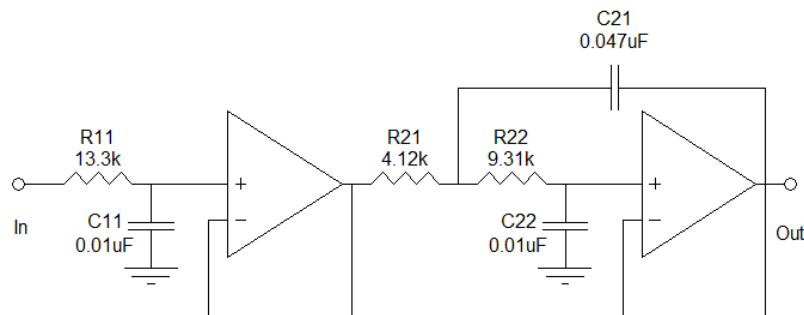 C21
0.047uF
R11
13.3k
R21
4.12k
R22
9.31k
+
+
−
−
In
C11
0.01uF
C22
0.01uF
Out